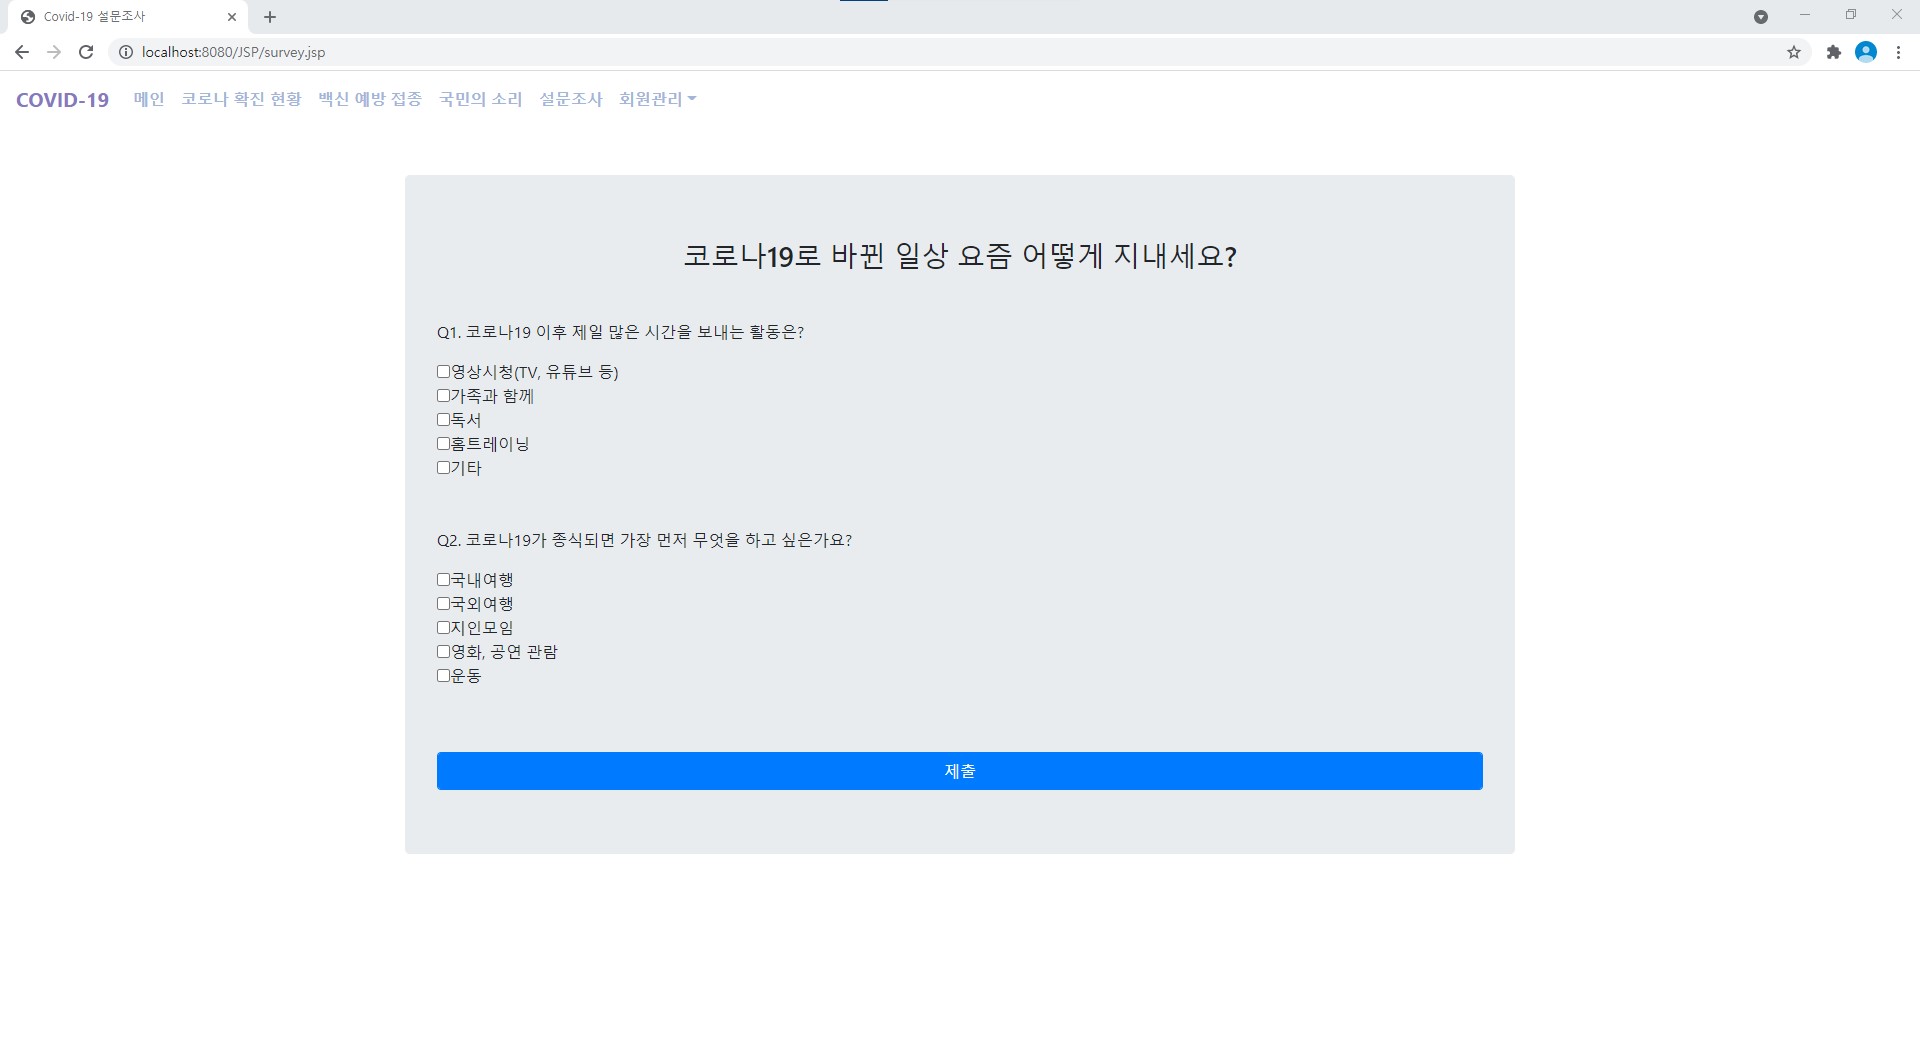 Covid-19 설문조사
localhost:8080/JSP/survey.jsp
COVID-19 메인 코로나 확진 현황 백신 예방 접종 국민의 소리 설문조사 회원관리
코로나19로 바뀐 일상 요즘 어떻게 지내세요?
Q1. 코로나19 이후 제일 많은 시간을 보내는 활동은?
영상시청(TV, 유튜브 등)
가족과 함께
독서
홈트레이닝
기타
Q2. 코로나19가 종식되면 가장 먼저 무엇을 하고 싶은가요?
국내여행
국외여행
지인모임
영화, 공연 관람
운동
제출